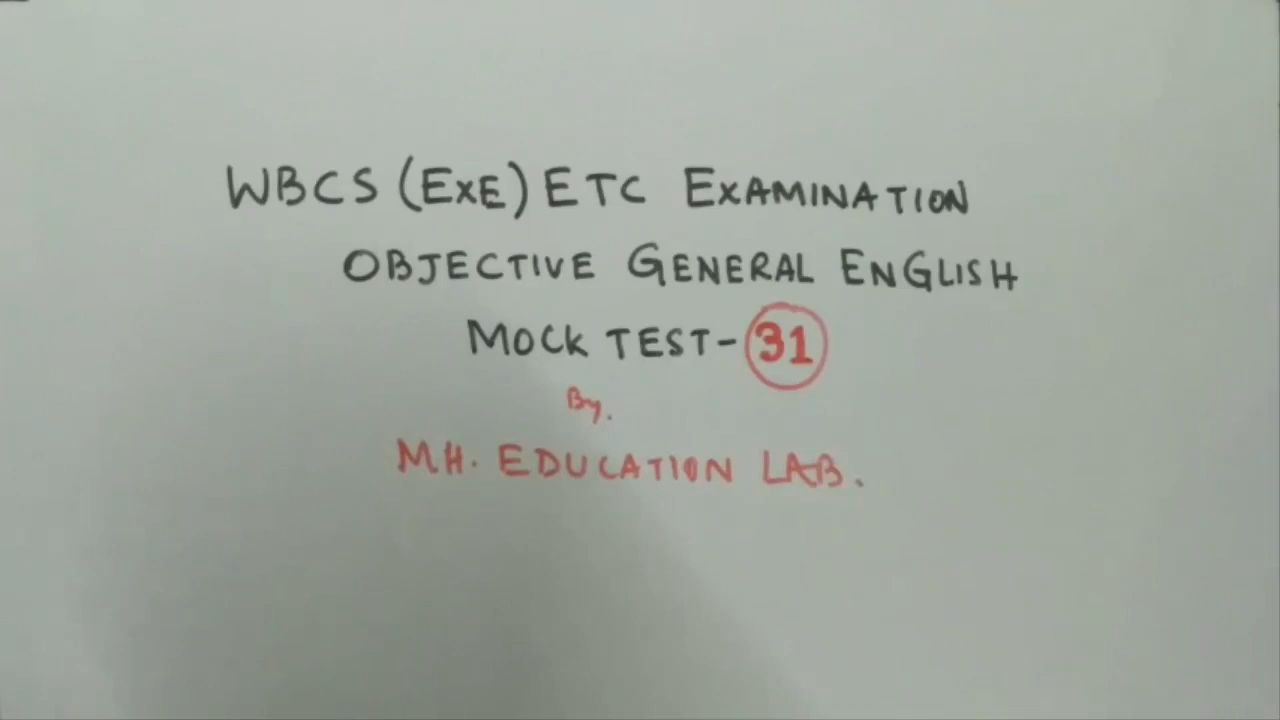 WBCS (EXE) ETC EXAMINATION
OBJECTIVE GENERAL ENGLISH
MOCK TEST-31
By.
MH. EDUCATION LAB.